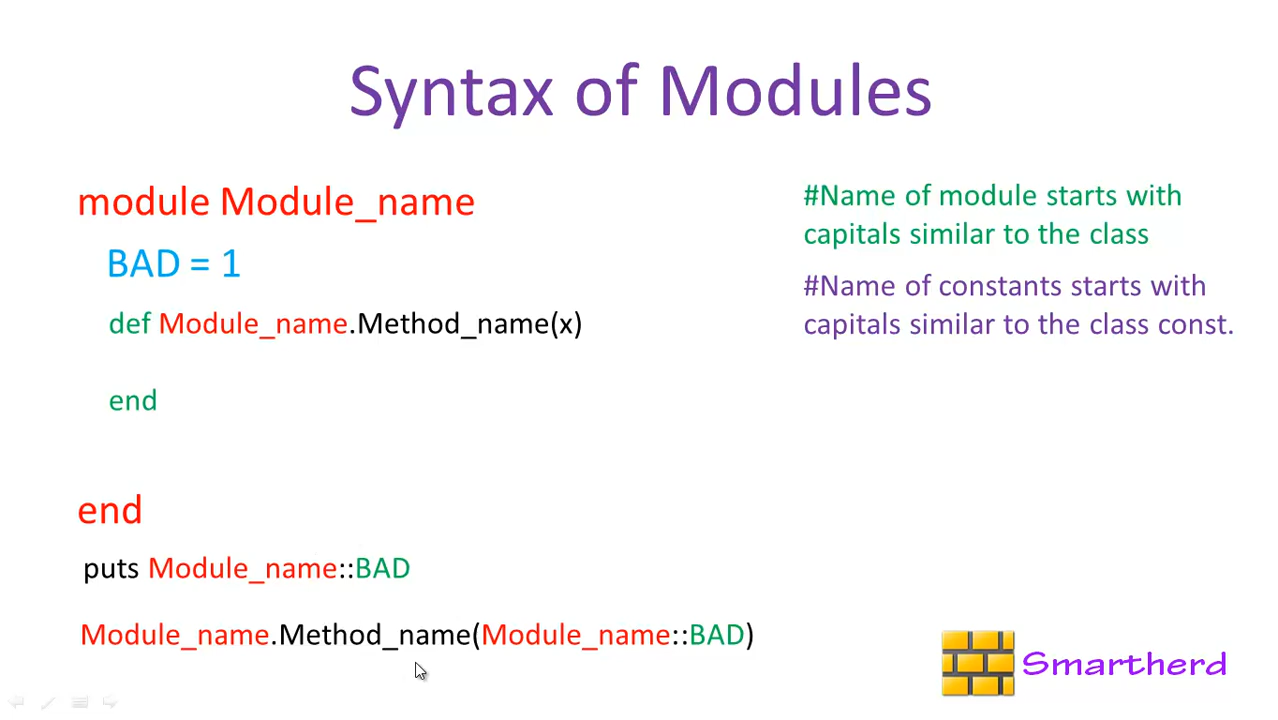 Syntax of Modules
module Module_name
BAD = 1
def Module_name.Method_name(x)
end
end
puts Module_name::BAD
Module_name.Method_name(Module_name::BAD)
#Name of module starts with
capitals similar to the class
#Name of constants starts with
capitals similar to the class const.
Smartherd